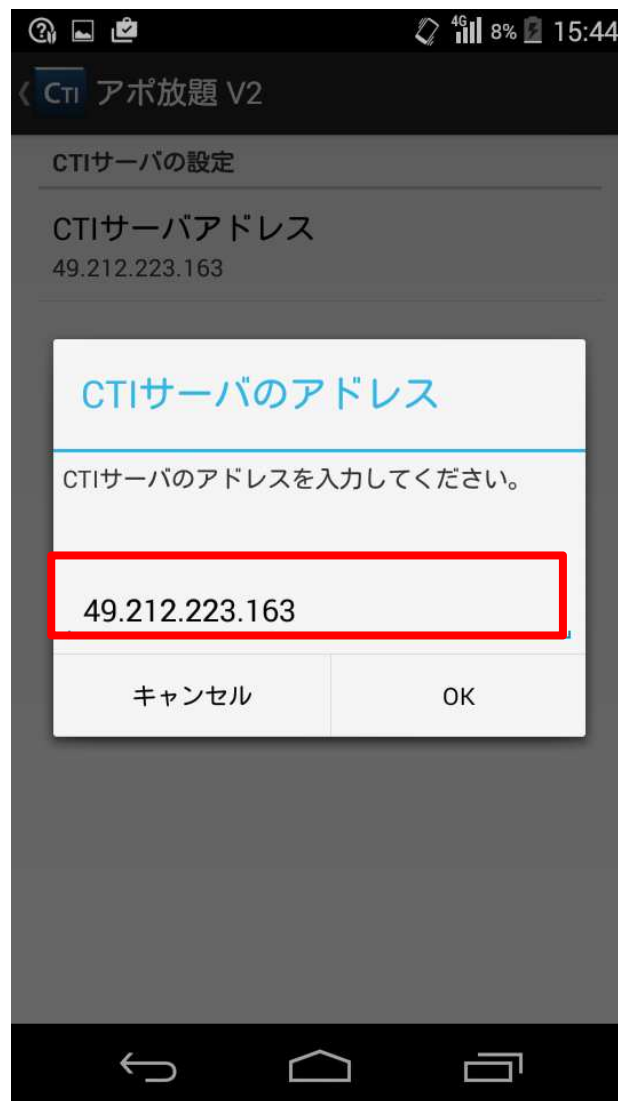 4G 8% 15:44
CTI アポ放題 V2
CTIサーバの設定
CTIサーバアドレス
49.212.223.163
CTIサーバのアドレス
CTIサーバのアドレスを入力してください。
49.212.223.163
キャンセル OK